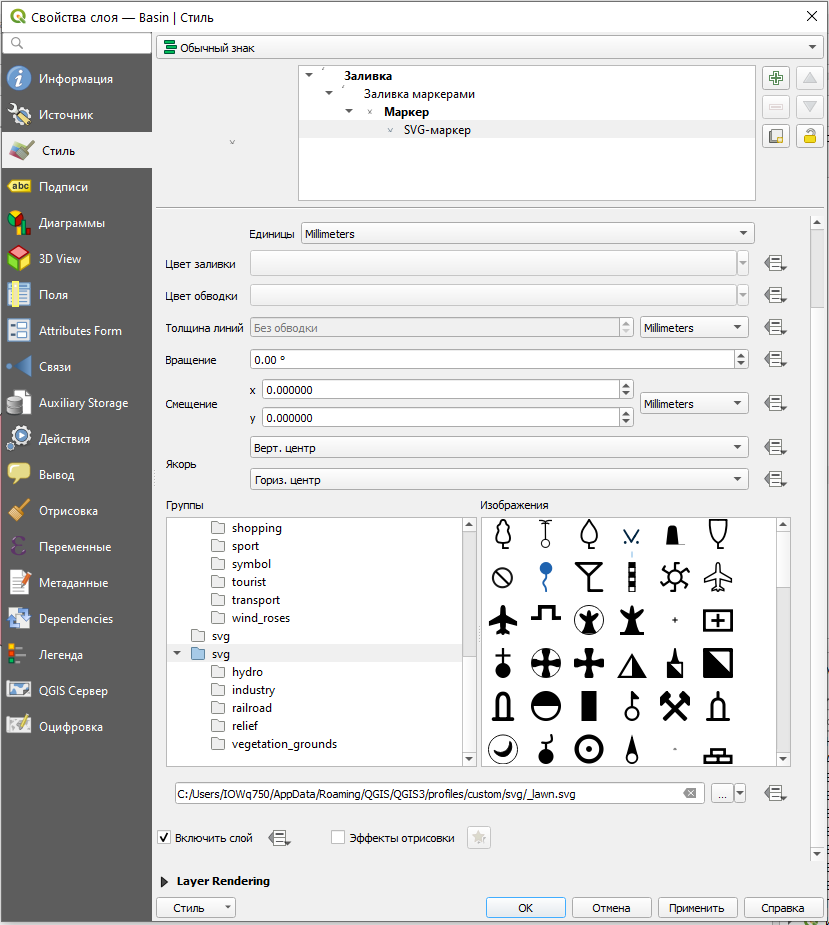 Свойства слоя — Basin | Стиль
Обычный знак
Информация
Источник
Стиль
abc Подписи
Диаграммы
3D View
Поля
Attributes Form
Связи
Auxiliary Storage
Действия
Вывод
Отрисовка
ε Переменные
Метаданные
Dependencies
Легенда
QGIS Сервер
Оцифровка
Заливка
Заливка маркерами
Маркер
SVG-маркер
Единицы Millimeters
Цвет заливки
Цвет обводки
Толщина линий Без обводки Millimeters
Вращение 0.00 °
Смещение x 0.000000 Millimeters
y 0.000000
Якорь Верт. центр
Гориз. центр
Группы
shopping
sport
symbol
tourist
transport
wind_roses
svg
svg
hydro
industry
railroad
relief
vegetation_grounds
Изображения
C:/Users/IOWq750/AppData/Roaming/QGIS/QGIS3/profiles/custom/svg/_lawn.svg ...
Включить слой Эффекты отрисовки
Layer Rendering
Стиль OK Отмена Применить Справка